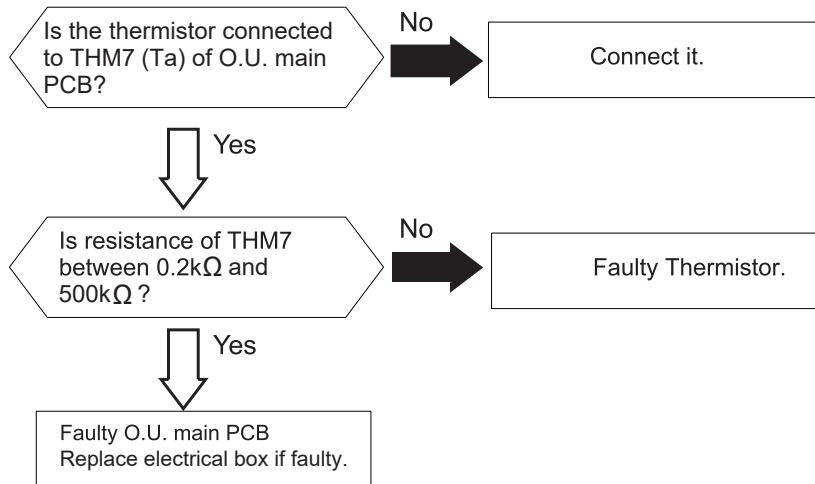 Is the thermistor connected
to THM7 (Ta) of O.U. main
PCB?
No
Connect it.
Yes
Is resistance of THM7
between 0.2kΩ and
500kΩ ?
No
Faulty Thermistor.
Yes
Faulty O.U. main PCB
Replace electrical box if faulty.